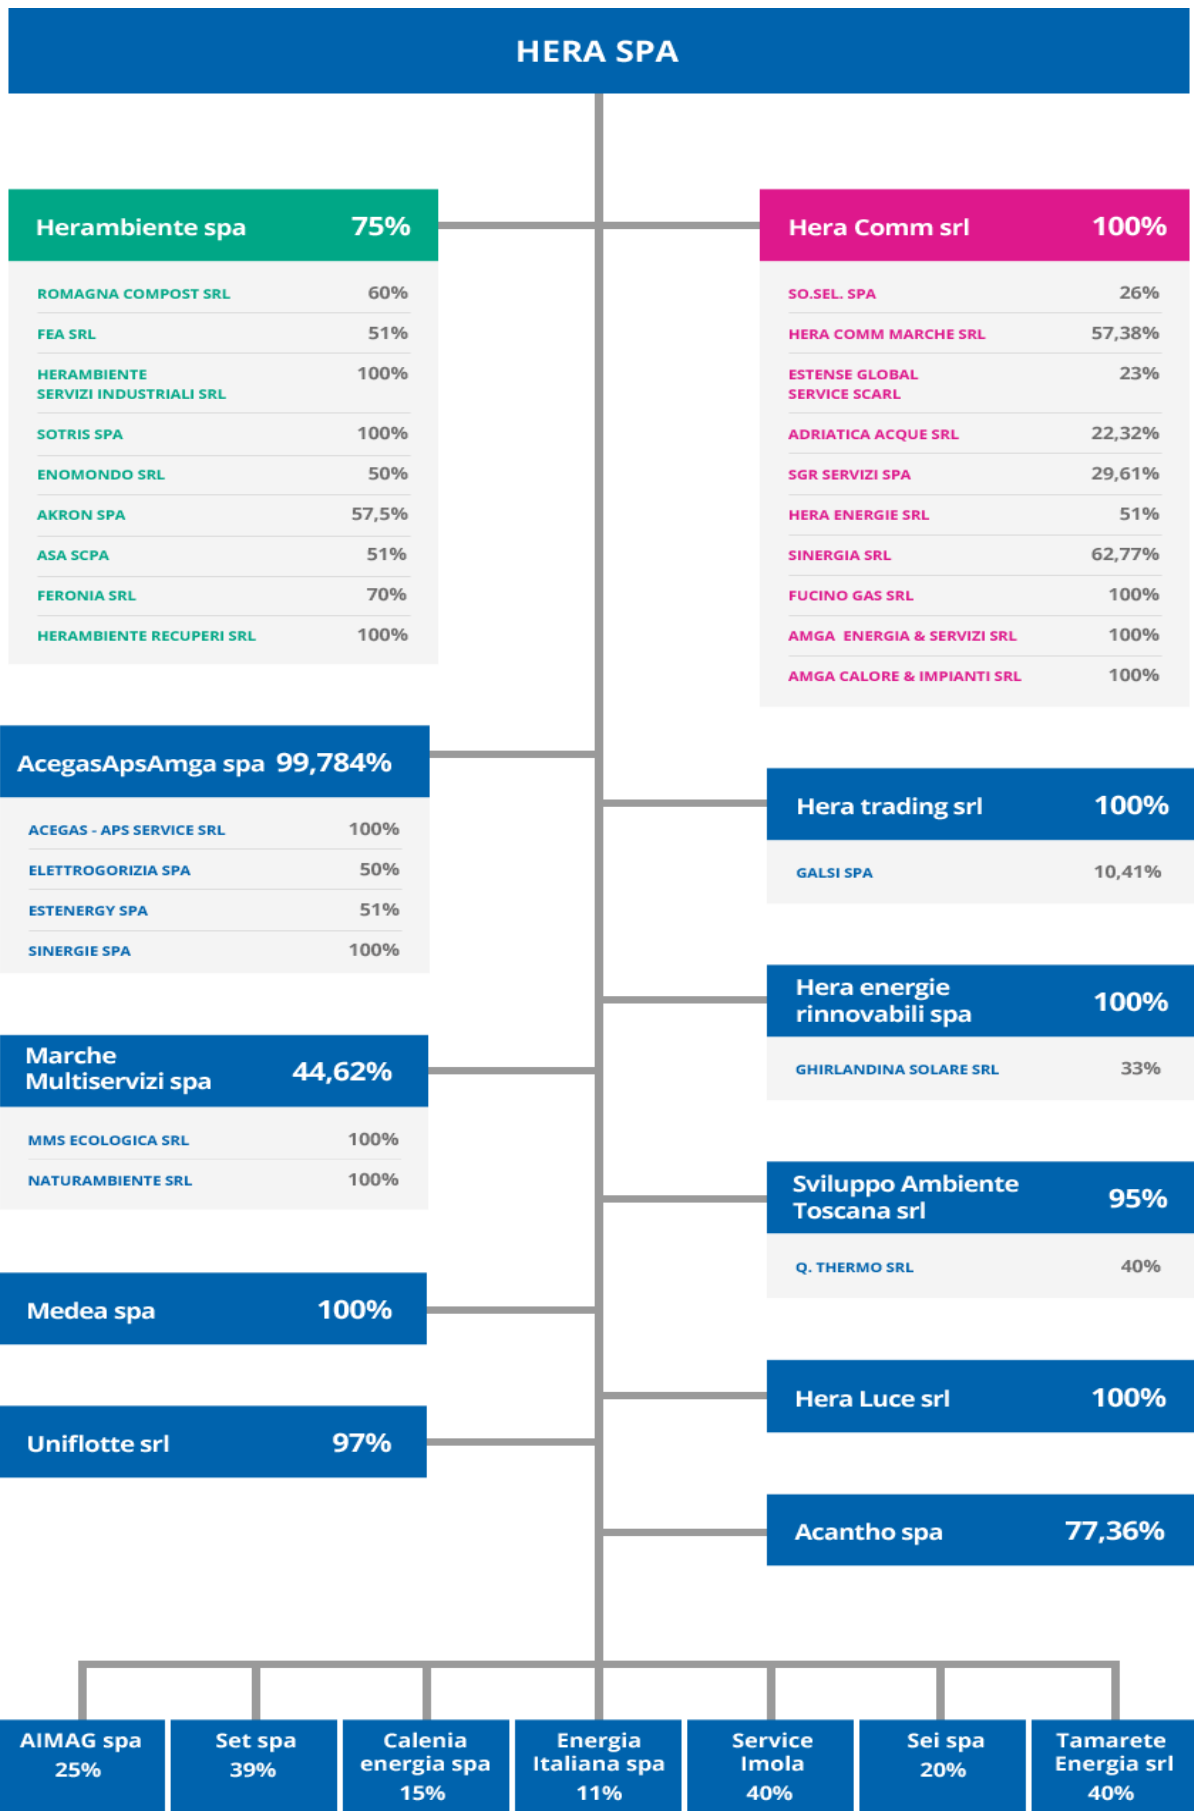 HERA SPA
Herambiente spa 75%
ROMAGNA COMPOST SRL 60%
FEA SRL 51%
HERAMBIENTE 100%
SERVIZI INDUSTRIALI SRL
SOTRIS SPA 100%
ENOMONDO SRL 50%
AKRON SPA 57,5%
ASA SCPA 51%
FERONIA SRL 70%
HERAMBIENTE RECUPERI SRL 100%
Hera Comm srl 100%
SO.SEL. SPA 26%
HERA COMM MARCHE SRL 57,38%
ESTENSE GLOBAL 23%
SERVICE SCARL
ADRIATICA ACQUE SRL 22,32%
SGR SERVIZI SPA 29,61%
HERA ENERGIE SRL 51%
SINERGIA SRL 62,77%
FUCINO GAS SRL 100%
AMGA ENERGIA & SERVIZI SRL 100%
AMGA CALORE & IMPIANTI SRL 100%
AcegasApsAmga spa 99,784%
ACEGAS - APS SERVICE SRL 100%
ELETTROGORIZIA SPA 50%
ESTENERGY SPA 51%
SINERGIE SPA 100%
Hera trading srl 100%
GALSI SPA 10,41%
Hera energie
rinnovabili spa 100%
GHIRLANDINA SOLARE SRL 33%
Marche
Multiservizi spa 44,62%
MMS ECOLOGICA SRL 100%
NATURAMBIENTE SRL 100%
Sviluppo Ambiente
Toscana srl 95%
Q. THERMO SRL 40%
Medea spa 100%
Hera Luce srl 100%
Uniflotte srl 97%
Acantho spa 77,36%
AIMAG spa
25%
Set spa
39%
Calenia
energia spa
15%
Energia
Italiana spa
11%
Service
Imola
40%
Sei spa
20%
Tamarete
Energia srl
40%